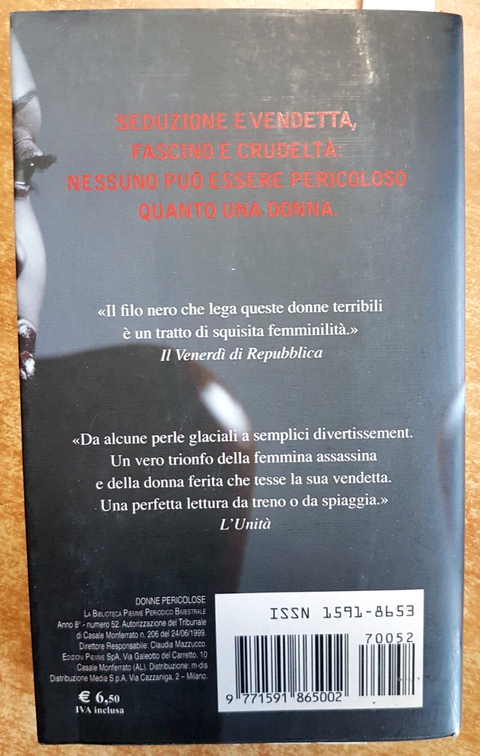 SEDUZIONE E VENDETTA,
FASCINO E CRUDELTÀ:
NESSUNO PUÒ ESSERE PERICOLOSO
QUANTO UNA DONNA.
«Il filo nero che lega queste donne terribili
è un tratto di squisita femminilità.»
Il Venerdì di Repubblica
«Da alcune perle glaciali a semplici divertissement.
Un vero trionfo della femmina assassina
e della donna ferita che tesse la sua vendetta.
Una perfetta lettura da treno o da spiaggia.»
L'Unità
DONNE PERICOLOSE
LA BIBLIOTECA PIEMME PERIODICO BIMESTRALE
Anno 8° - numero 52. Autorizzazione del Tribunale
di Casale Monferrato n. 206 del 24/06/1999.
Direttore Responsabile: Claudia Mazzucco.
EDIZIONI PIEMME SpA, Via Galeotto del Carretto, 10
Casale Monferrato (AL). Distribuzione: m-dis
Distribuzione Media S.p.A. Via Cazzaniga, 2 – Milano.
€ 6,50
IVA inclusa
ISSN 1591-8653
70052
9 771591 865002